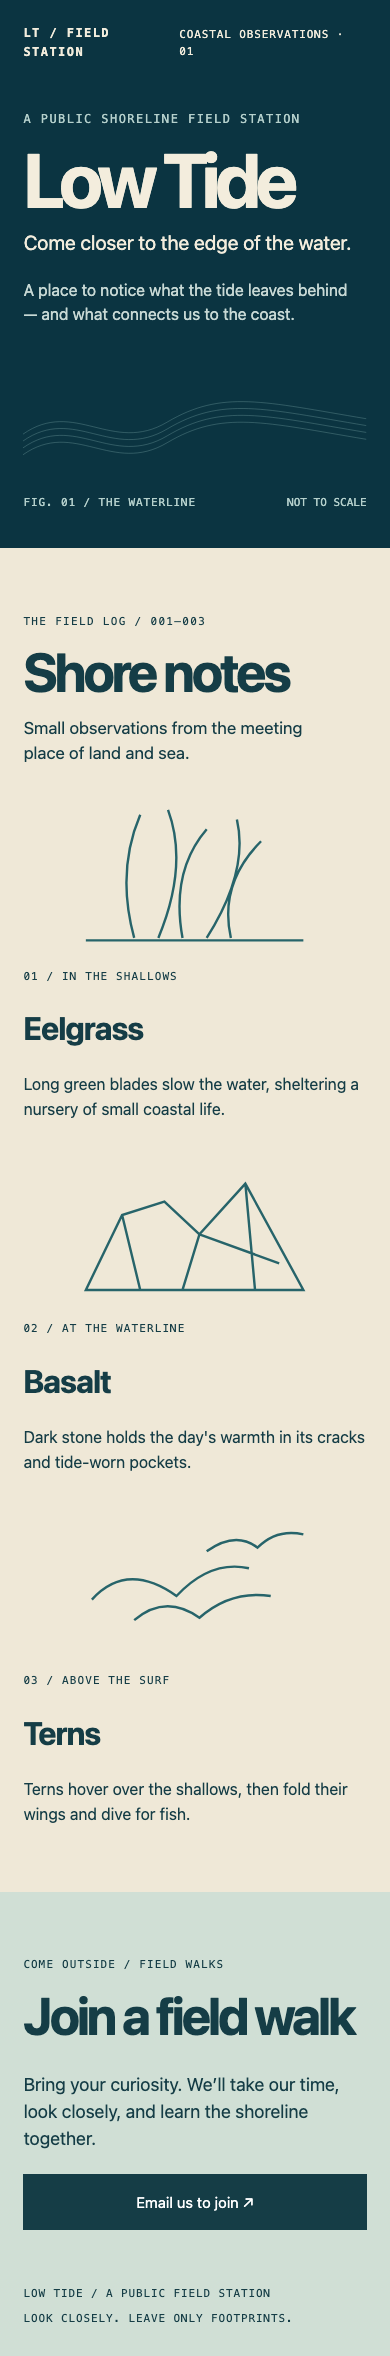 LT / FIELD STATION
COASTAL OBSERVATIONS · 01
A PUBLIC SHORELINE FIELD STATION
Low Tide
Come closer to the edge of the water.
A place to notice what the tide leaves behind
— and what connects us to the coast.
FIG. 01 / THE WATERLINE
NOT TO SCALE
THE FIELD LOG / 001—003
Shore notes
Small observations from the meeting
place of land and sea.
01 / IN THE SHALLOWS
Eelgrass
Long green blades slow the water, sheltering a
nursery of small coastal life.
02 / AT THE WATERLINE
Basalt
Dark stone holds the day's warmth in its cracks
and tide-worn pockets.
03 / ABOVE THE SURF
Terns
Terns hover over the shallows, then fold their
wings and dive for fish.
COME OUTSIDE / FIELD WALKS
Join a field walk
Bring your curiosity. We’ll take our time,
look closely, and learn the shoreline
together.
Email us to join ↗
LOW TIDE / A PUBLIC FIELD STATION
LOOK CLOSELY. LEAVE ONLY FOOTPRINTS.